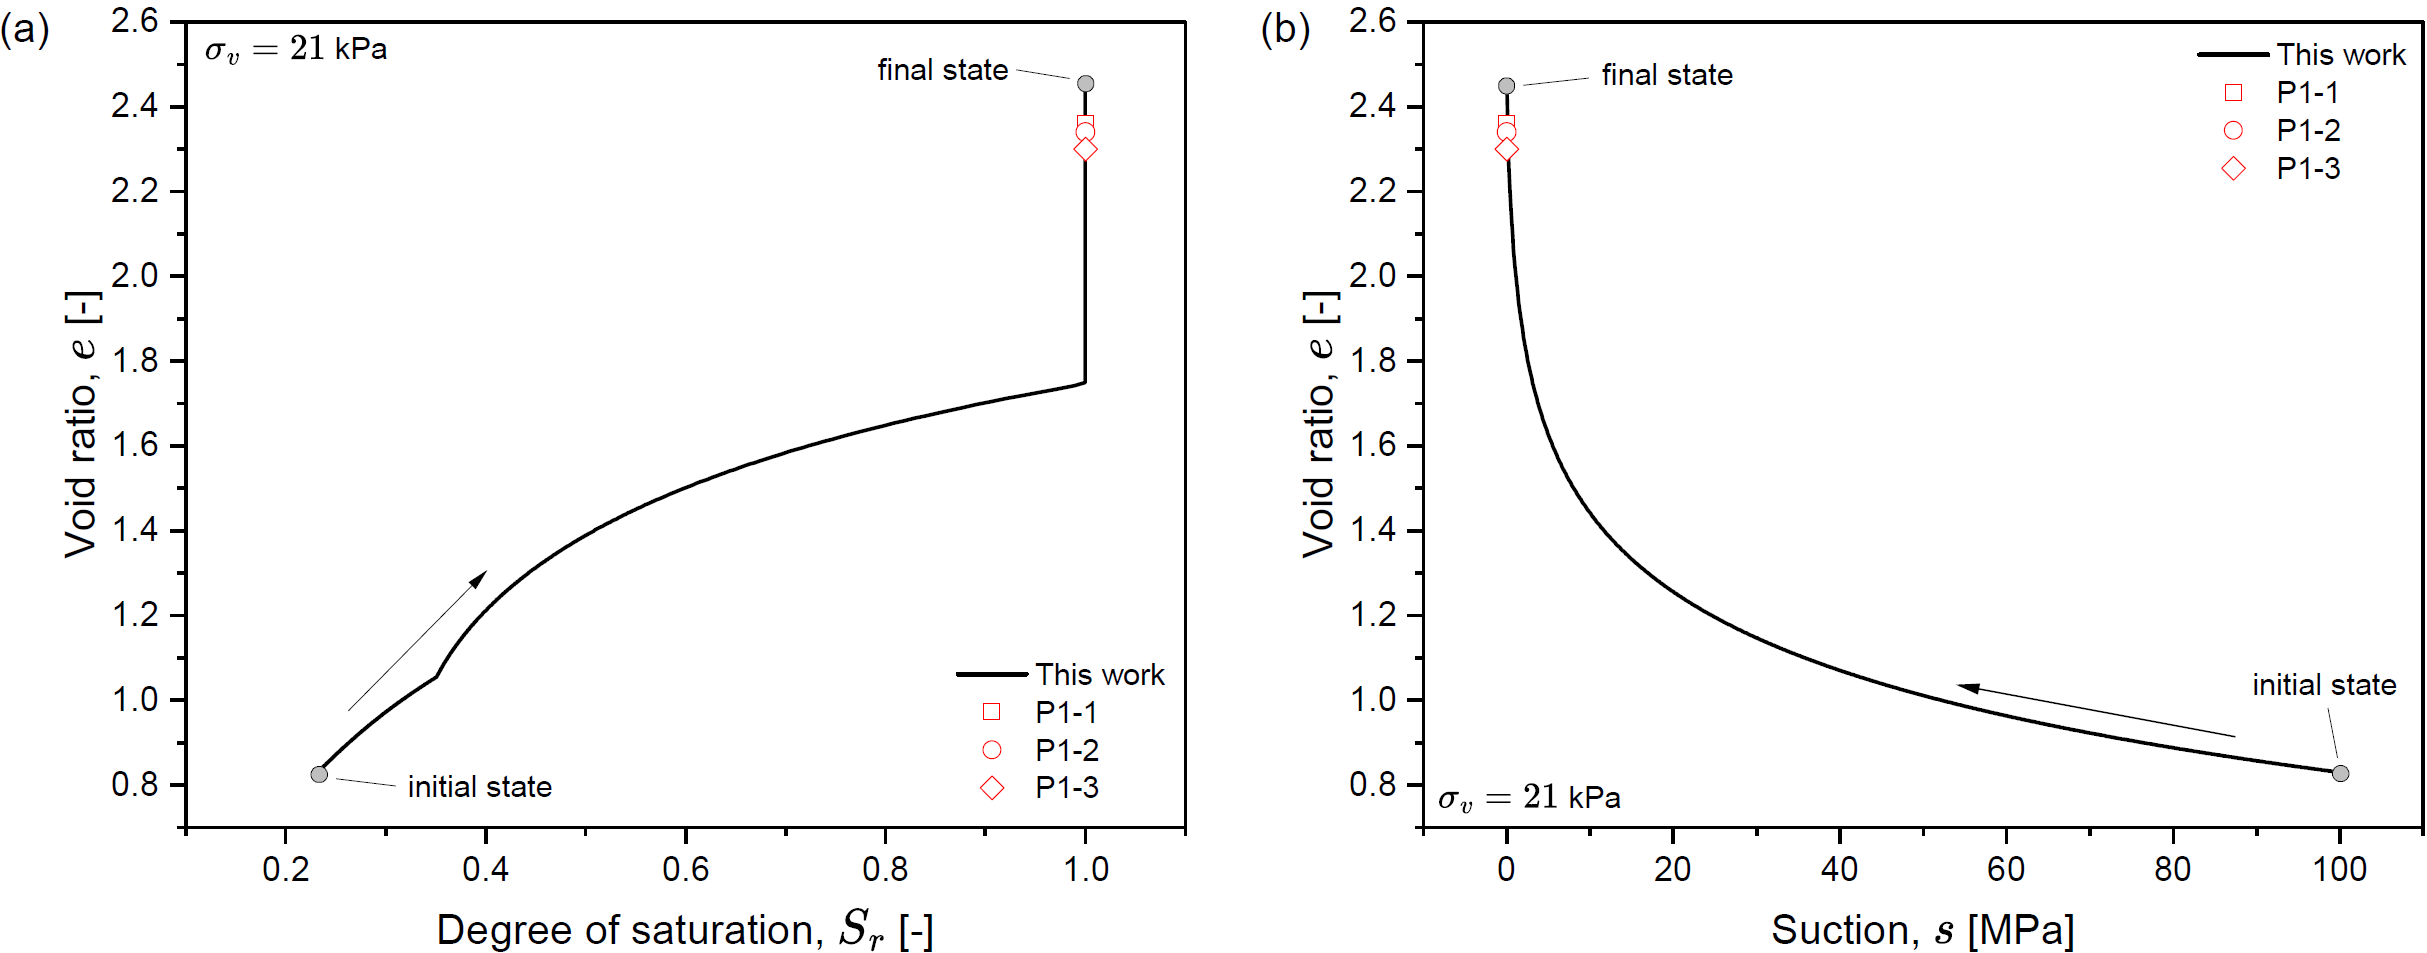 (a)
σᵥ = 21 kPa
final state
initial state
This work
P1-1
P1-2
P1-3
2.6
2.4
2.2
2.0
1.8
1.6
1.4
1.2
1.0
0.8
Void ratio, e [-]
0.2 0.4 0.6 0.8 1.0
Degree of saturation, Sᵣ [-]
(b)
final state
This work
P1-1
P1-2
P1-3
initial state
σᵥ = 21 kPa
2.6
2.4
2.2
2.0
1.8
1.6
1.4
1.2
1.0
0.8
Void ratio, e [-]
0 20 40 60 80 100
Suction, s [MPa]